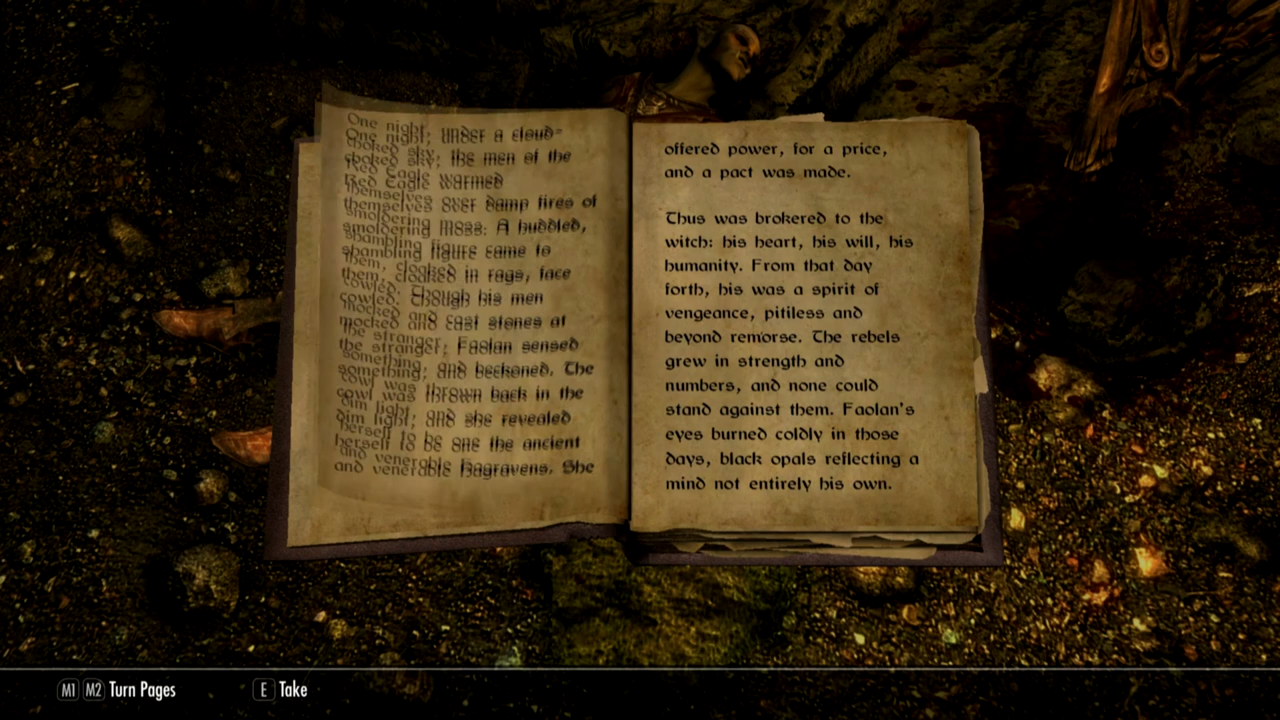 One night, under a cloud-
choked sky, the men of the
Red Eagle warmed
themselves over damp fires of
smoldering moss. A huddled,
shambling figure came to
them, cloaked in rags, face
cowled. Though his men
mocked and cast stones at
the stranger, Faolan sensed
something, and beckoned. The
cowl was thrown back in the
dim light, and she revealed
herself to be one the ancient
and venerable Hagravens. She
offered power, for a price,
and a pact was made.
Thus was brokered to the
witch: his heart, his will, his
humanity. From that day
forth, his was a spirit of
vengeance, pitiless and
beyond remorse. The rebels
grew in strength and
numbers, and none could
stand against them. Faolan's
eyes burned coldly in those
days, black opals reflecting a
mind not entirely his own.
M1 M2 Turn Pages E Take